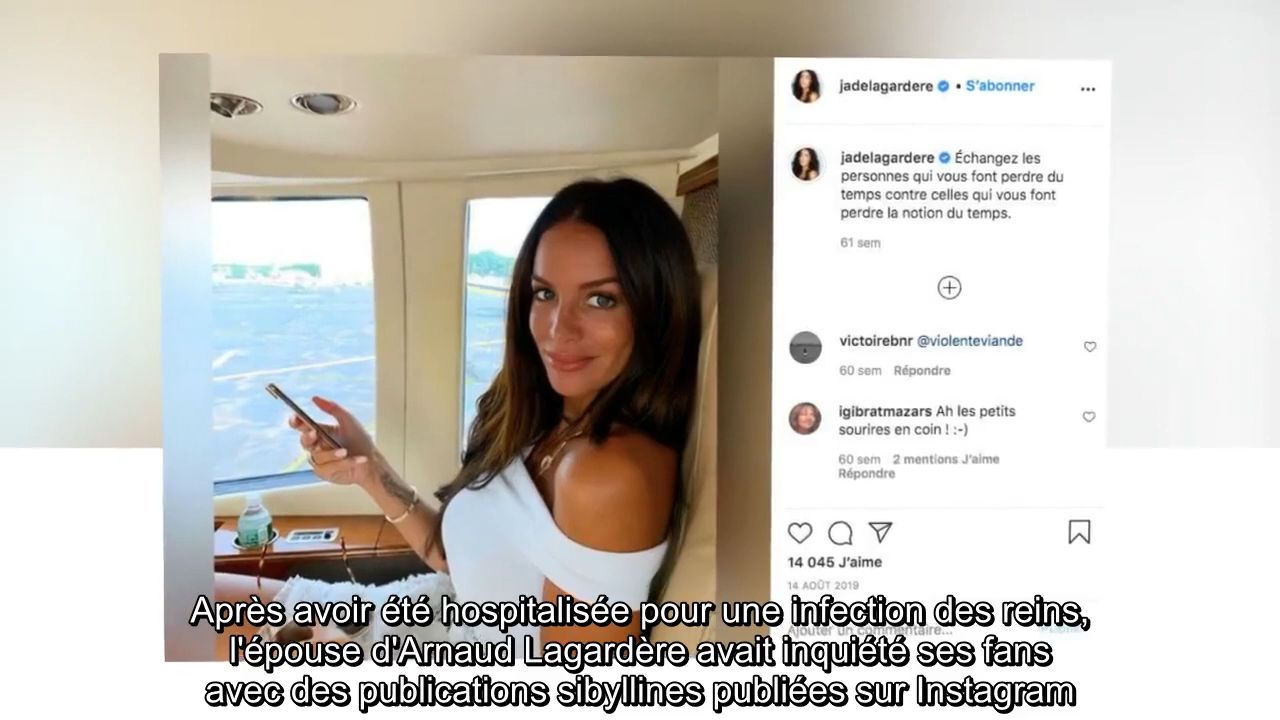 jadelagardere • S'abonner
jadelagardere Échangez les
personnes qui vous font perdre du
temps contre celles qui vous font
perdre la notion du temps.
61 sem
victoirebnr @violenteviande
60 sem Répondre
igibratmazars Ah les petits
sourires en coin ! :-)
60 sem 2 mentions J'aime
Répondre
14 045 J'aime
14 AOÛT 2019
Ajouter un commentaire...
Après avoir été hospitalisée pour une infection des reins,
l'épouse d'Arnaud Lagardère avait inquiété ses fans
avec des publications sibyllines publiées sur Instagram